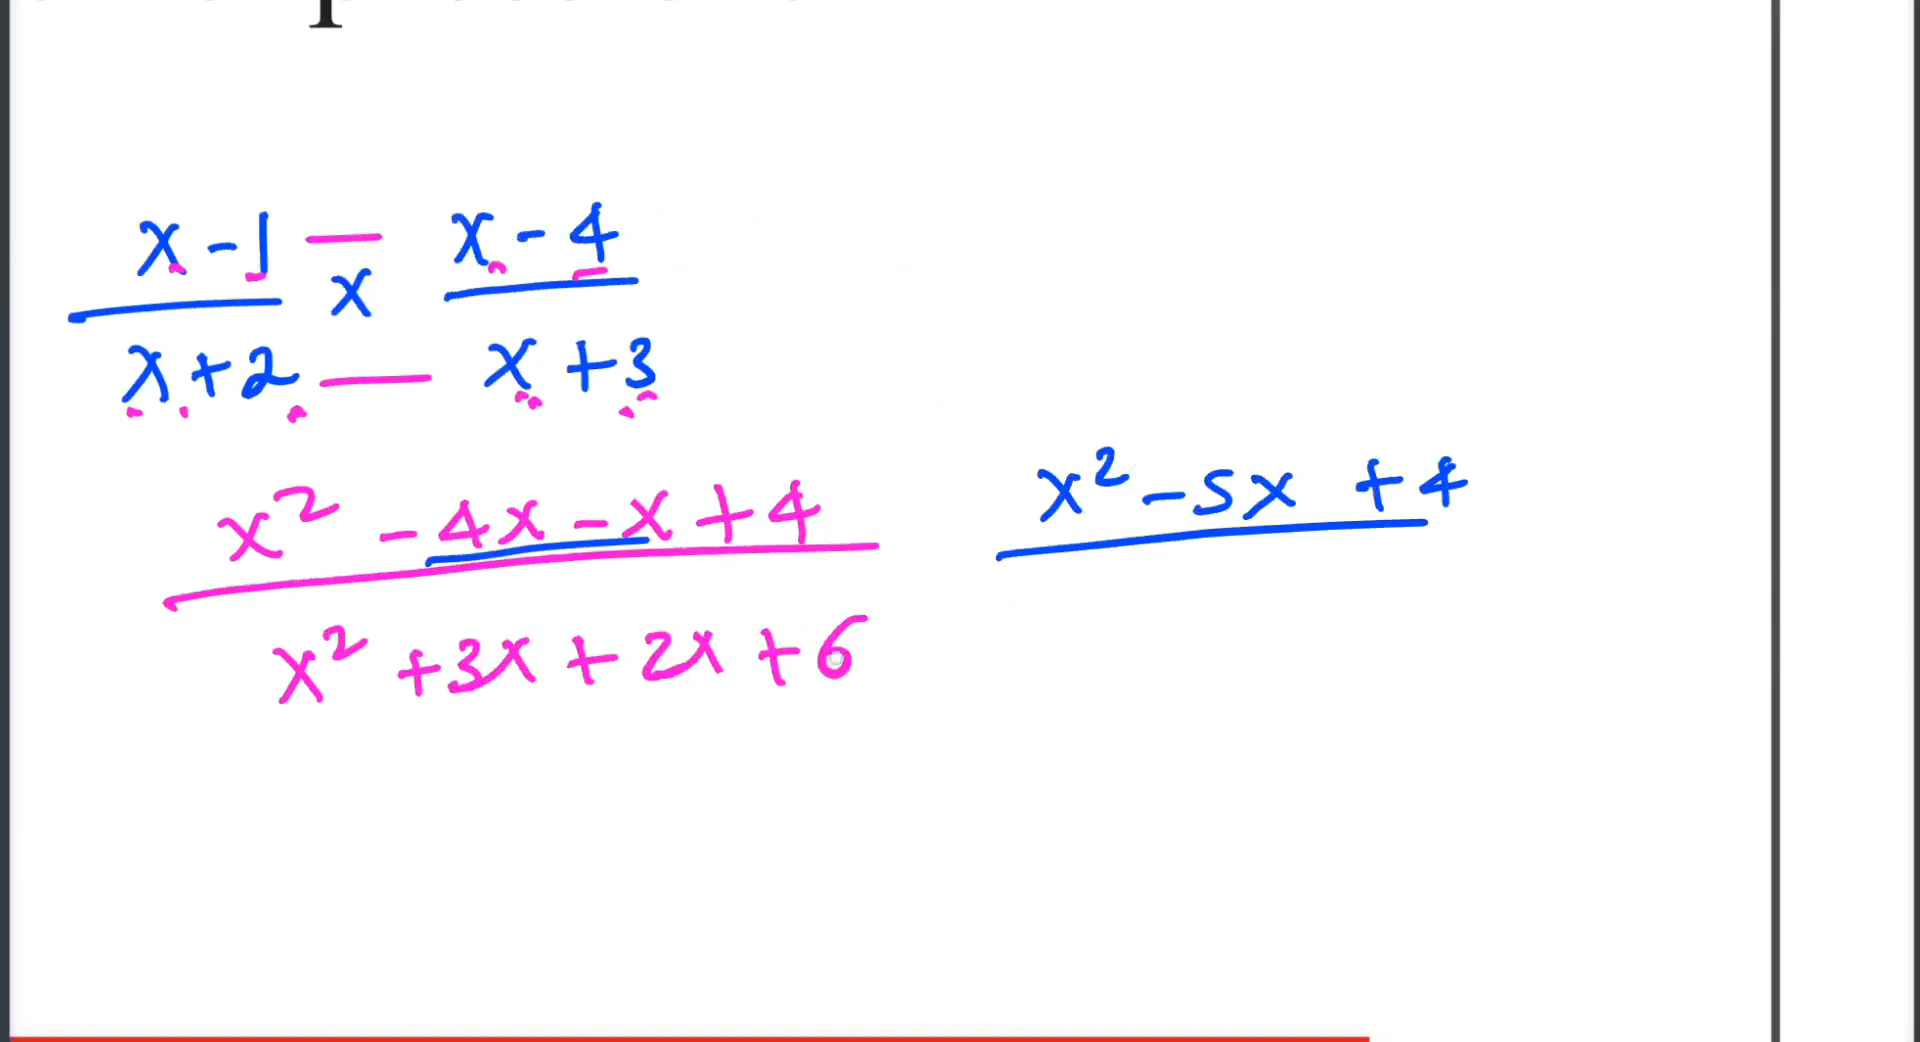 x - 1 x x - 4
x + 2 x + 3
x² - 4x - x + 4
x² + 3x + 2x + 6
x² - 5x + 4